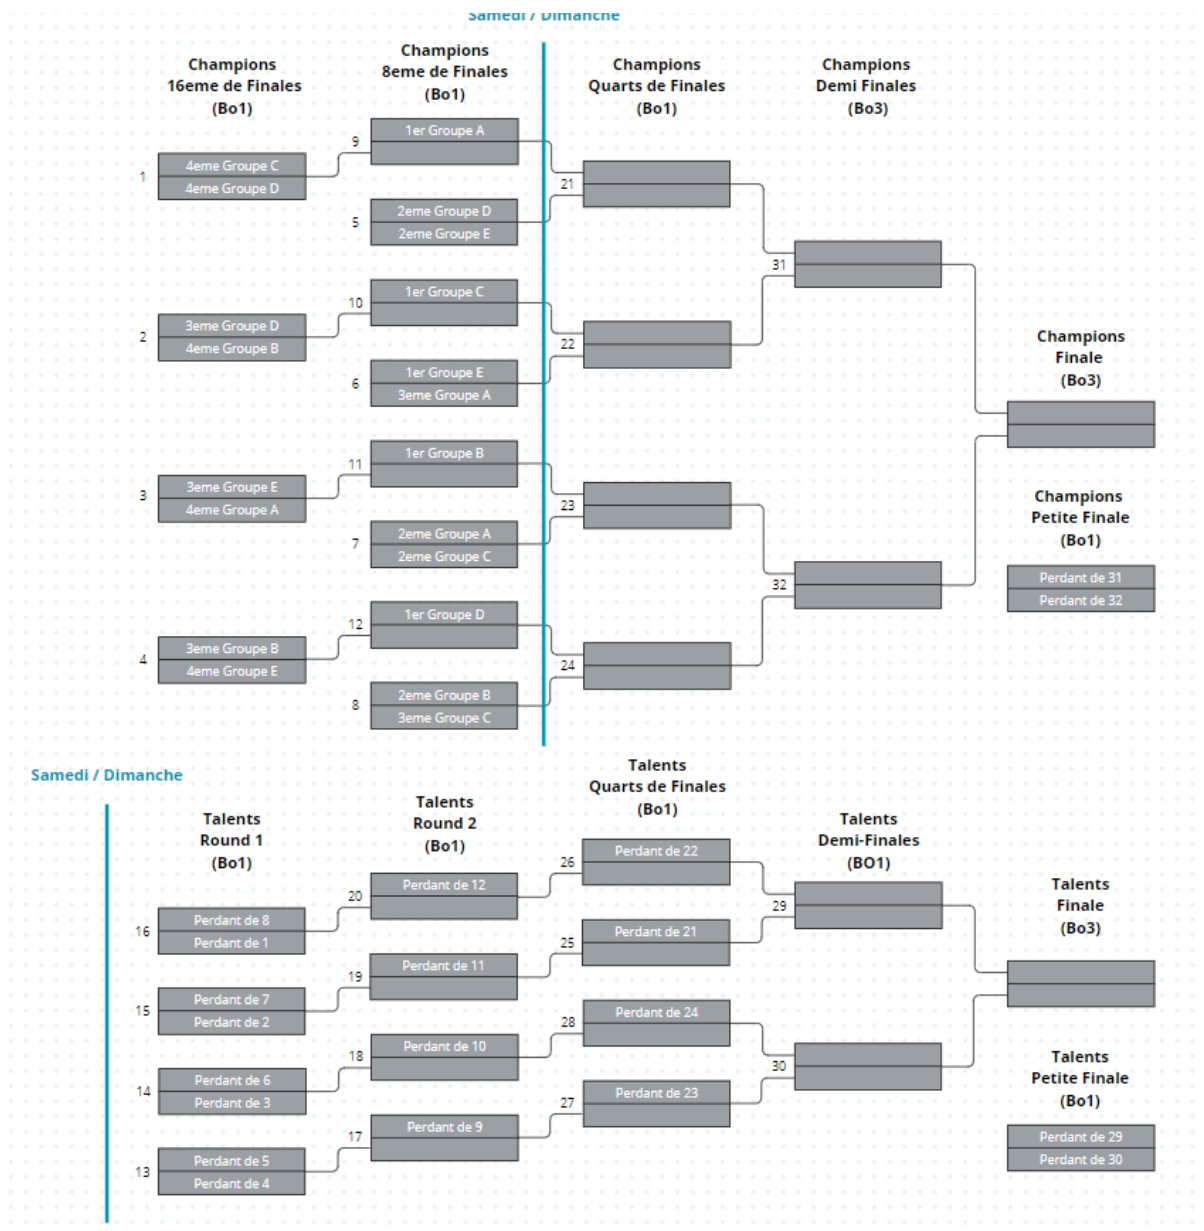 Samedi / Dimanche
Champions
16eme de Finales
(Bo1)
Champions
8eme de Finales
(Bo1)
Champions
Quarts de Finales
(Bo1)
Champions
Demi Finales
(Bo3)
1
4eme Groupe C
4eme Groupe D
9
1er Groupe A
5
2eme Groupe D
2eme Groupe E
21
2
3eme Groupe D
4eme Groupe B
10
1er Groupe C
6
1er Groupe E
3eme Groupe A
22
31
3
3eme Groupe E
4eme Groupe A
11
1er Groupe B
7
2eme Groupe A
2eme Groupe C
23
4
3eme Groupe B
4eme Groupe E
12
1er Groupe D
8
2eme Groupe B
3eme Groupe C
24
32
Champions
Finale
(Bo3)
Champions
Petite Finale
(Bo1)
Perdant de 31
Perdant de 32
Samedi / Dimanche
Talents
Round 1
(Bo1)
Talents
Round 2
(Bo1)
Talents
Quarts de Finales
(Bo1)
Talents
Demi-Finales
(BO1)
Talents
Finale
(Bo3)
16
Perdant de 8
Perdant de 1
15
Perdant de 7
Perdant de 2
14
Perdant de 6
Perdant de 3
13
Perdant de 5
Perdant de 4
20
Perdant de 12
19
Perdant de 11
18
Perdant de 10
17
Perdant de 9
26
Perdant de 22
25
Perdant de 21
28
Perdant de 24
27
Perdant de 23
29
30
Talents
Petite Finale
(Bo1)
Perdant de 29
Perdant de 30